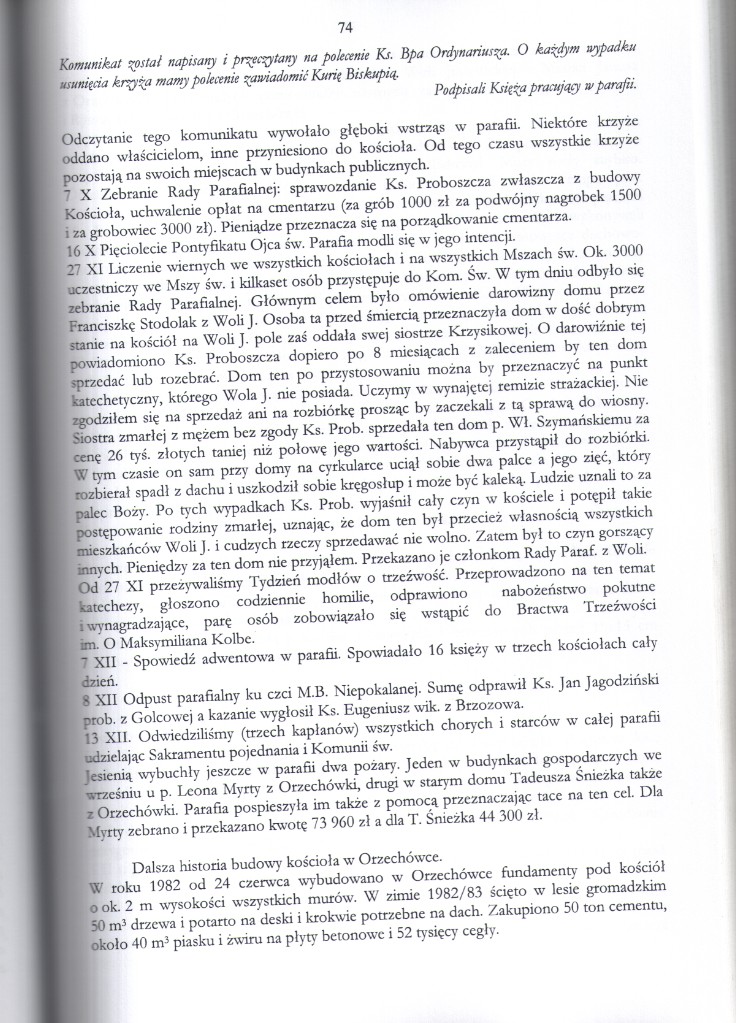 74
Komunikat został napisany i przeczytany na polecenie Ks. Bpa Ordynariusza. O każdym wypadku
usunięcia krzyża mamy polecenie zawiadomić Kurię Biskupią.
Podpisali Księża pracujący w parafii.
Odczytanie tego komunikatu wywołało głęboki wstrząs w parafii. Niektóre krzyże
oddano właścicielom, inne przyniesiono do kościoła. Od tego czasu wszystkie krzyże
pozostają na swoich miejscach w budynkach publicznych.
7 X Zebranie Rady Parafialnej: sprawozdanie Ks. Proboszcza zwłaszcza z budowy
Kościoła, uchwalenie opłat na cmentarzu (za grób 1000 zł za podwójny nagrobek 1500
i za grobowiec 3000 zł). Pieniądze przeznacza się na porządkowanie cmentarza.
16 X Pięciolecie Pontyfikatu Ojca św. Parafia modli się w jego intencji.
27 XI Liczenie wiernych we wszystkich kościołach i na wszystkich Mszach św. Ok. 3000
uczestniczy we Mszy św. i kilkaset osób przystępuje do Kom. Św. W tym dniu odbyło się
zebranie Rady Parafialnej. Głównym celem było omówienie darowizny domu przez
Franciszkę Stodolak z Woli J. Osoba ta przed śmiercią przeznaczyła dom w dość dobrym
stanie na kościół na Woli J. pole zaś oddała swej siostrze Krzysikowej. O darowiźnie tej
powiadomiono Ks. Proboszcza dopiero po 8 miesiącach z zaleceniem by ten dom
sprzedać lub rozebrać. Dom ten po przystosowaniu można by przeznaczyć na punkt
katechetyczny, którego Wola J. nie posiada. Uczymy w wynajętej remizie strażackiej. Nie
zgodziłem się na sprzedaż ani na rozbiórkę prosząc by zaczekali z tą sprawą do wiosny.
Siostra zmarłej z mężem bez zgody Ks. Prob. sprzedała ten dom p. Wł. Szymańskiemu za
cenę 26 tyś. złotych taniej niż połowę jego wartości. Nabywca przystąpił do rozbiórki.
W tym czasie on sam przy domy na cyrkularce uciął sobie dwa palce a jego zięć, który
rozbierał spadł z dachu i uszkodził sobie kręgosłup i może być kaleką. Ludzie uznali to za
palec Boży. Po tych wypadkach Ks. Prob. wyjaśnił cały czyn w kościele i potępił takie
postępowanie rodziny zmarłej, uznając, że dom ten był przecież własnością wszystkich
mieszkańców Woli J. i cudzych rzeczy sprzedawać nie wolno. Zatem był to czyn gorszący
innych. Pieniędzy za ten dom nie przyjąłem. Przekazano je członkom Rady Paraf. z Woli.
Od 27 XI przeżywaliśmy Tydzień modłów o trzeźwość. Przeprowadzono na ten temat
katechezy, głoszono codziennie homilie, odprawiono nabożeństwo pokutne
i wynagradzające, parę osób zobowiązało się wstąpić do Bractwa Trzeźwości
im. O Maksymiliana Kolbe.
7 XII - Spowiedź adwentowa w parafii. Spowiadało 16 księży w trzech kościołach cały
dzień.
8 XII Odpust parafialny ku czci M.B. Niepokalanej. Sumę odprawił Ks. Jan Jagodziński
prob. z Golcowej a kazanie wygłosił Ks. Eugeniusz wik. z Brzozowa.
13 XII. Odwiedziliśmy (trzech kapłanów) wszystkich chorych i starców w całej parafii
udzielając Sakramentu pojednania i Komunii św.
Jesienią wybuchły jeszcze w parafii dwa pożary. Jeden w budynkach gospodarczych we
wrześniu u p. Leona Myrty z Orzechówki, drugi w starym domu Tadeusza Śnieżka także
z Orzechówki. Parafia pospieszyła im także z pomocą przeznaczając tace na ten cel. Dla
Myrty zebrano i przekazano kwotę 73 960 zł a dla T. Śnieżka 44 300 zł.
Dalsza historia budowy kościoła w Orzechówce.
W roku 1982 od 24 czerwca wybudowano w Orzechówce fundamenty pod kościół
o ok. 2 m wysokości wszystkich murów. W zimie 1982/83 ścięto w lesie gromadzkim
50 m³ drzewa i potarto na deski i krokwie potrzebne na dach. Zakupiono 50 ton cementu,
około 40 m³ piasku i żwiru na płyty betonowe i 52 tysięcy cegły.